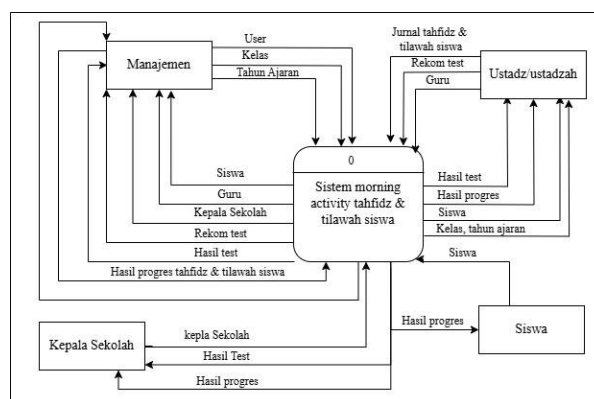 Manajemen
User
Kelas
Tahun Ajaran
Jurnal tahfidz &
tilawah siswa
Rekom test
Guru
Ustadz/ustadzah
0
Sistem morning
activity tahfidz &
tilawah siswa
Siswa
Guru
Kepala Sekolah
Rekom test
Hasil test
Hasil progres tahfidz & tilawah siswa
Hasil test
Hasil progres
Siswa
Kelas, tahun ajaran
Siswa
Hasil progres
Siswa
Kepala Sekolah
kepla Sekolah
Hasil Test
Hasil progres